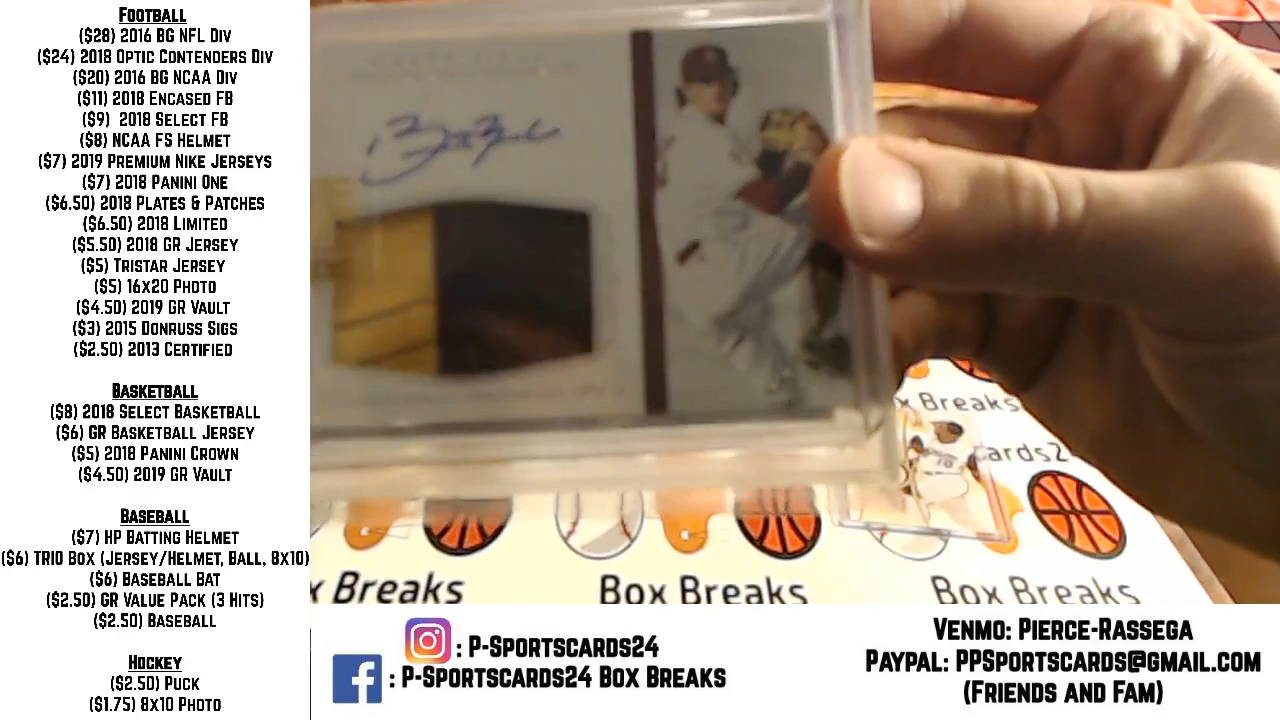 Football
($28) 2016 BG NFL Div
($24) 2018 Optic Contenders Div
($20) 2016 BG NCAA Div
($11) 2018 Encased FB
($9) 2018 Select FB
($8) NCAA FS Helmet
($7) 2019 Premium Nike Jerseys
($7) 2018 Panini One
($6.50) 2018 Plates & Patches
($6.50) 2018 Limited
($5.50) 2018 GR Jersey
($5) Tristar Jersey
($5) 16x20 Photo
($4.50) 2019 GR Vault
($3) 2015 Donruss Sigs
($2.50) 2013 Certified
Basketball
($8) 2018 Select Basketball
($6) GR Basketball Jersey
($5) 2018 Panini Crown
($4.50) 2019 GR Vault
Baseball
($7) HP Batting Helmet
($6) Trio Box (Jersey/Helmet, Ball, 8x10)
($6) Baseball Bat
($2.50) GR Value Pack (3 Hits)
($2.50) Baseball
Hockey
($2.50) Puck
($1.75) 8x10 Photo
x Breaks
ards2
x Breaks
Box Breaks
Box Breaks
: P-Sportscards24
: P-Sportscards24 Box Breaks
Venmo: Pierce-Rassega
Paypal: PPSportscards@gmail.com
(Friends and Fam)